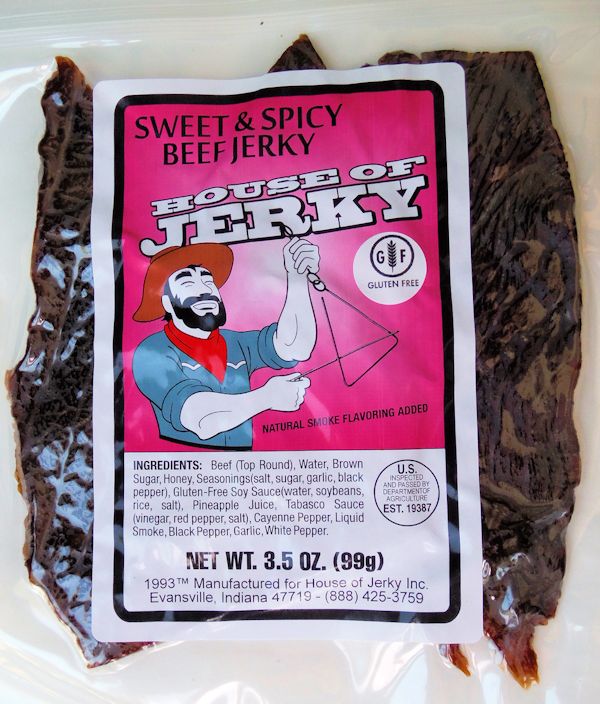 SWEET & SPICY
BEEF JERKY
HOUSE OF
JERKY
G F
GLUTEN FREE
NATURAL SMOKE FLAVORING ADDED
INGREDIENTS: Beef (Top Round), Water, Brown
Sugar, Honey, Seasonings(salt, sugar, garlic, black
pepper), Gluten-Free Soy Sauce(water, soybeans,
rice, salt), Pineapple Juice, Tabasco Sauce
(vinegar, red pepper, salt), Cayenne Pepper, Liquid
Smoke, Black Pepper, Garlic, White Pepper.
U.S.
INSPECTED
AND PASSED BY
DEPARTMENT OF
AGRICULTURE
EST. 19387
NET WT. 3.5 OZ. (99g)
1993™ Manufactured for House of Jerky Inc.
Evansville, Indiana 47719 - (888) 425-3759